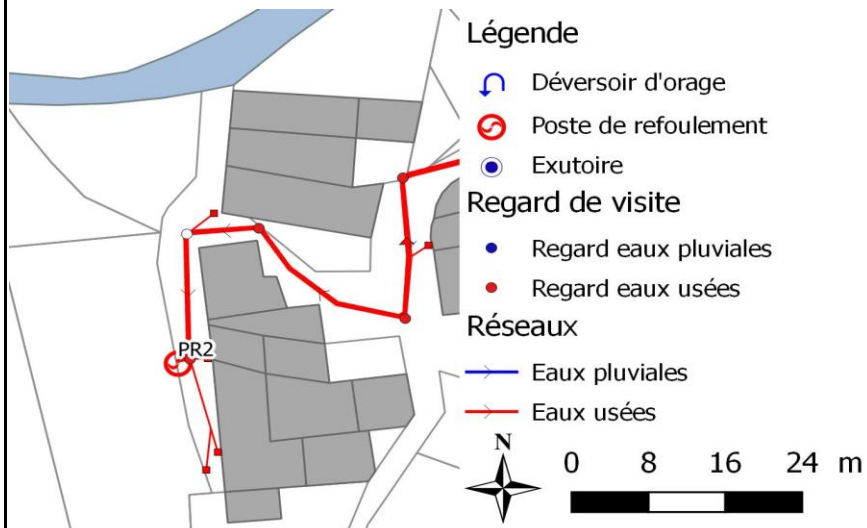 Légende
Déversoir d'orage
Poste de refoulement
Exutoire
Regard de visite
Regard eaux pluviales
Regard eaux usées
Réseaux
Eaux pluviales
Eaux usées
PR2
N
0 8 16 24 m